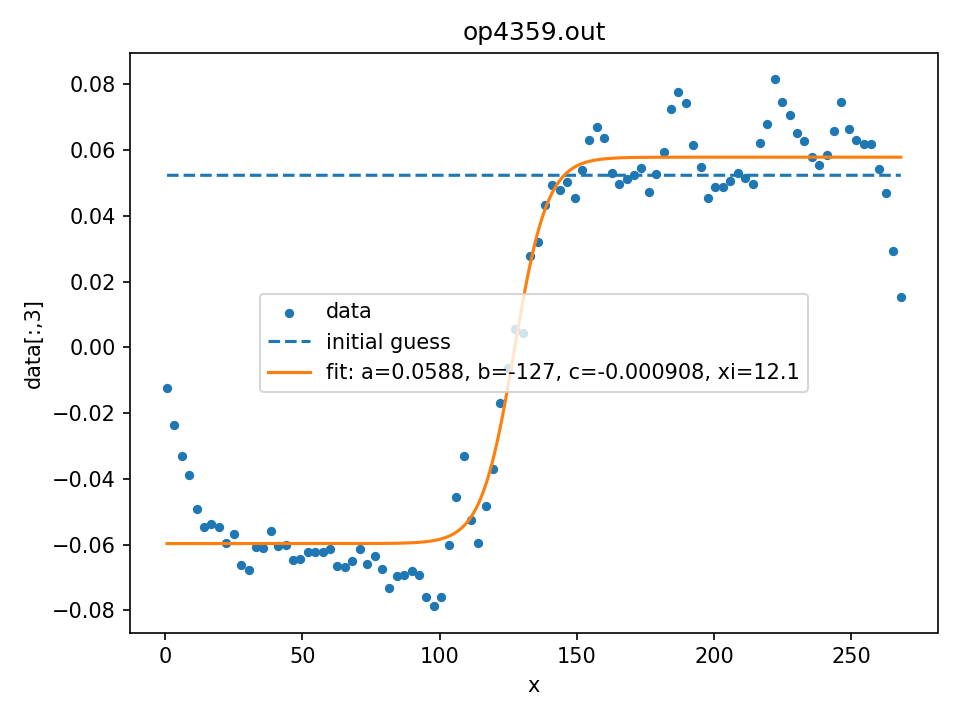 op4359.out
data[:,3]
0.08
0.06
0.04
0.02
0.00
−0.02
−0.04
−0.06
−0.08
data
initial guess
fit: a=0.0588, b=-127, c=-0.000908, xi=12.1
0 50 100 150 200 250
x